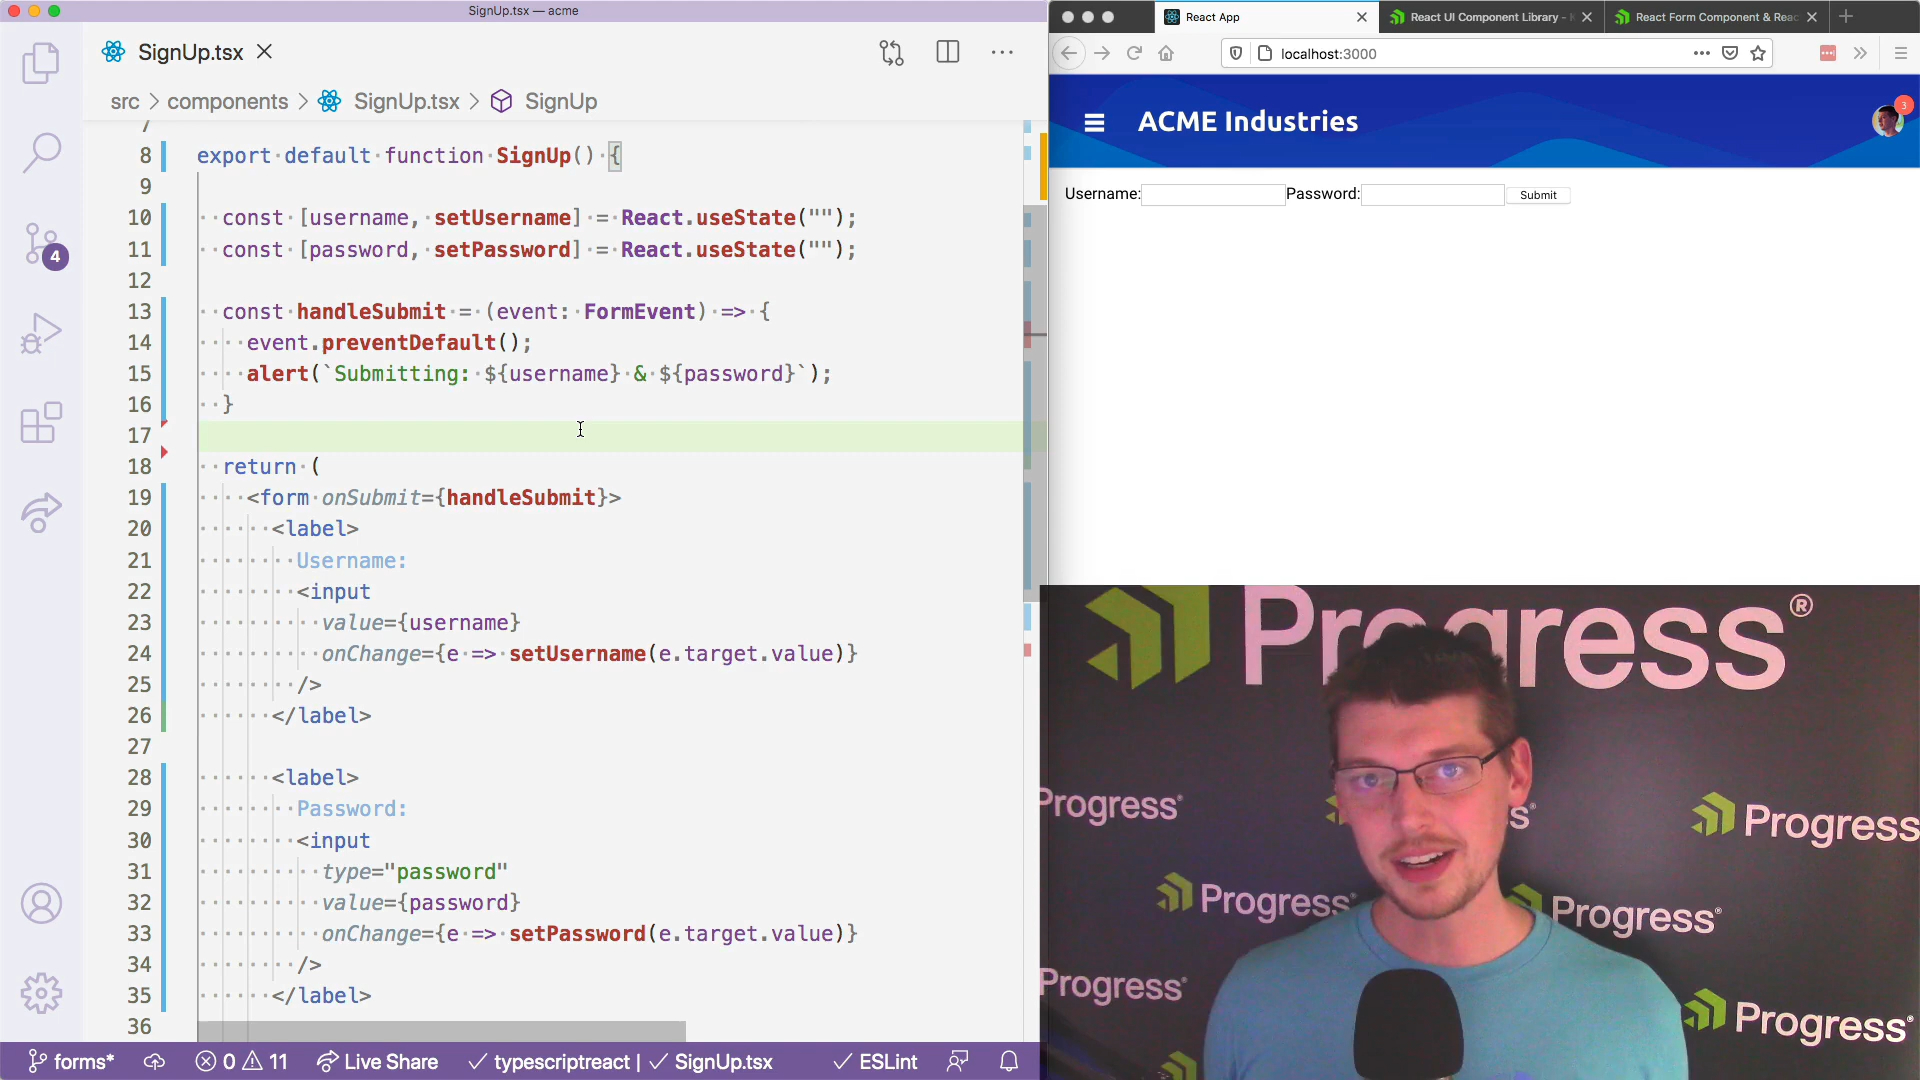 SignUp.tsx — acme
SignUp.tsx
src > components > SignUp.tsx > SignUp
7
8 export default function SignUp() {
9
10 const [username, setUsername] = React.useState("");
11 const [password, setPassword] = React.useState("");
12
13 const handleSubmit = (event: FormEvent) => {
14 event.preventDefault();
15 alert(`Submitting: ${username} & ${password}`);
16 }
17
18 return (
19 <form onSubmit={handleSubmit}>
20 <label>
21 Username:
22 <input
23 value={username}
24 onChange={e => setUsername(e.target.value)}
25 />
26 </label>
27
28 <label>
29 Password:
30 <input
31 type="password"
32 value={password}
33 onChange={e => setPassword(e.target.value)}
34 />
35 </label>
36
4
forms* 0 11 Live Share typescriptreact | SignUp.tsx ESLint
React App
React UI Component Library -
React Form Component & Reac
localhost:3000
ACME Industries
3
Username: Password: Submit
Progress®
Progress
Progress
Progress
Progress
Progress
Progress